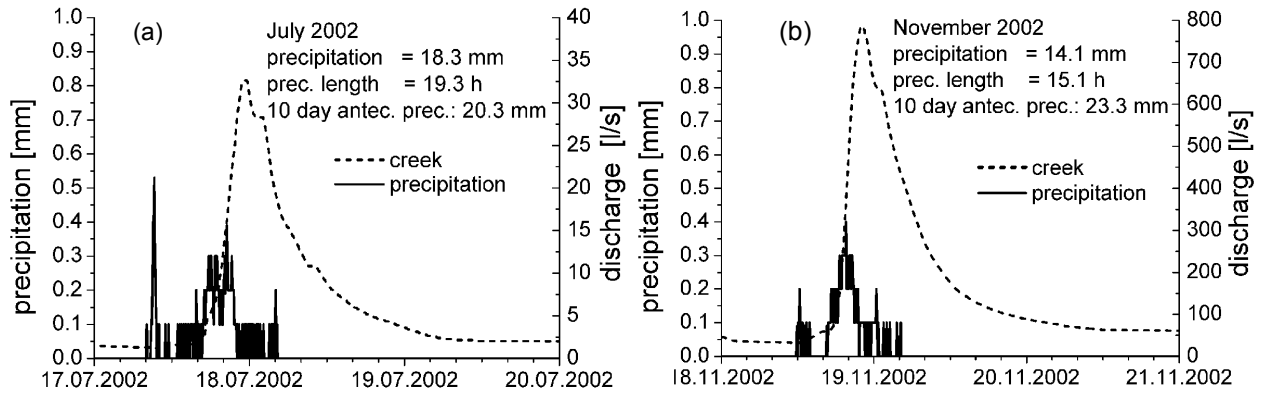 (a)
July 2002
precipitation = 18.3 mm
prec. length = 19.3 h
10 day antec. prec.: 20.3 mm
creek
precipitation
precipitation [mm]
1.0
0.9
0.8
0.7
0.6
0.5
0.4
0.3
0.2
0.1
0.0
discharge [l/s]
40
35
30
25
20
15
10
5
0
17.07.2002 18.07.2002 19.07.2002 20.07.2002
(b)
November 2002
precipitation = 14.1 mm
prec. length = 15.1 h
10 day antec. prec.: 23.3 mm
creek
precipitation
precipitation [mm]
1.0
0.9
0.8
0.7
0.6
0.5
0.4
0.3
0.2
0.1
0.0
discharge [l/s]
800
700
600
500
400
300
200
100
0
18.11.2002 19.11.2002 20.11.2002 21.11.2002